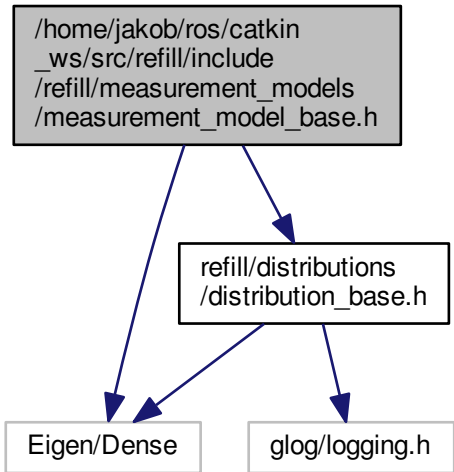 /home/jakob/ros/catkin
_ws/src/refill/include
/refill/measurement_models
/measurement_model_base.h
refill/distributions
/distribution_base.h
Eigen/Dense
glog/logging.h